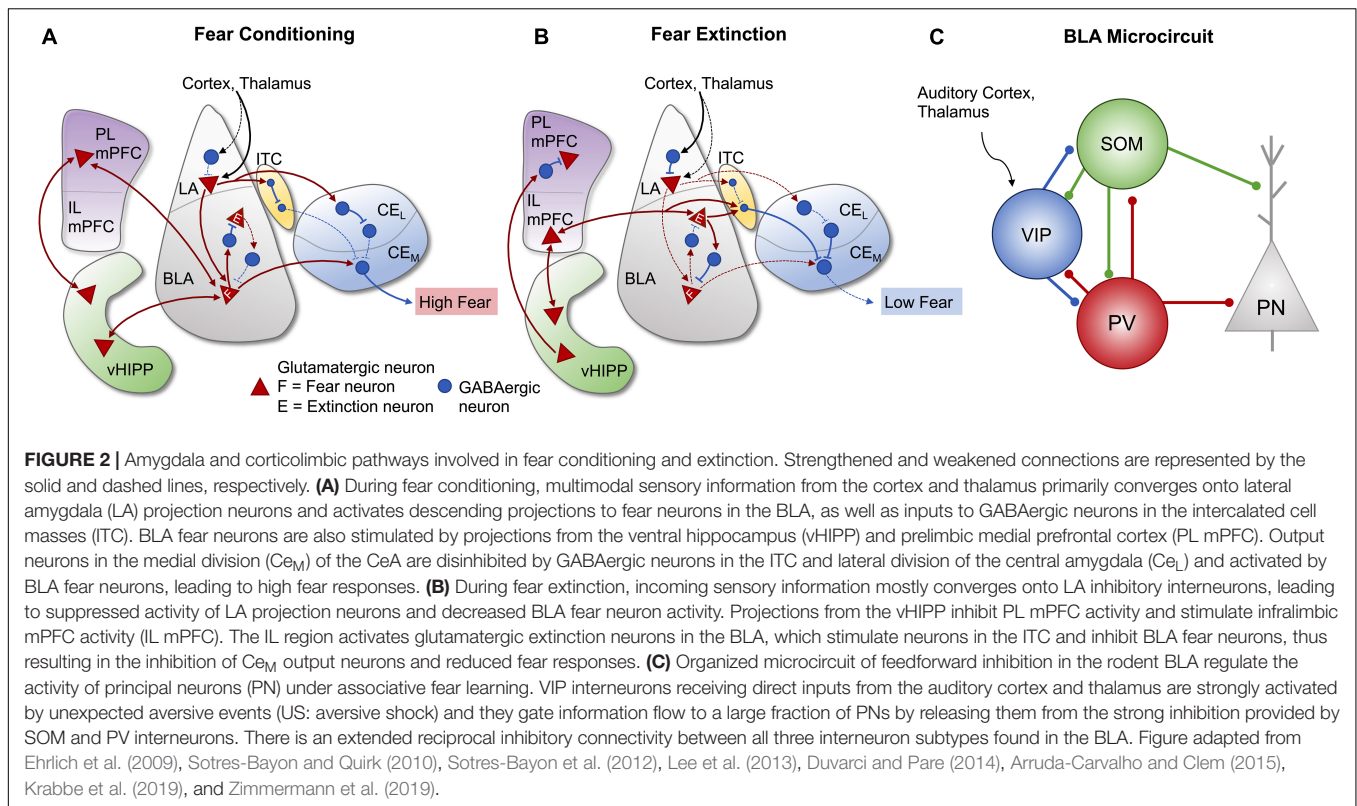 A
Fear Conditioning
Cortex, Thalamus
PL
mPFC
IL
mPFC
vHIPP
LA
ITC
E
BLA
F
CE_L
CE_M
High Fear
Glutamatergic neuron
F = Fear neuron
E = Extinction neuron
GABAergic
neuron
B
Fear Extinction
Cortex, Thalamus
PL
mPFC
IL
mPFC
vHIPP
LA
ITC
E
BLA
F
CE_L
CE_M
Low Fear
C
BLA Microcircuit
Auditory Cortex,
Thalamus
SOM
VIP
PV
PN
FIGURE 2 | Amygdala and corticolimbic pathways involved in fear conditioning and extinction. Strengthened and weakened connections are represented by the
solid and dashed lines, respectively. (A) During fear conditioning, multimodal sensory information from the cortex and thalamus primarily converges onto lateral
amygdala (LA) projection neurons and activates descending projections to fear neurons in the BLA, as well as inputs to GABAergic neurons in the intercalated cell
masses (ITC). BLA fear neurons are also stimulated by projections from the ventral hippocampus (vHIPP) and prelimbic medial prefrontal cortex (PL mPFC). Output
neurons in the medial division (Ce_M) of the CeA are disinhibited by GABAergic neurons in the ITC and lateral division of the central amygdala (Ce_L) and activated by
BLA fear neurons, leading to high fear responses. (B) During fear extinction, incoming sensory information mostly converges onto LA inhibitory interneurons, leading
to suppressed activity of LA projection neurons and decreased BLA fear neuron activity. Projections from the vHIPP inhibit PL mPFC activity and stimulate infralimbic
mPFC activity (IL mPFC). The IL region activates glutamatergic extinction neurons in the BLA, which stimulate neurons in the ITC and inhibit BLA fear neurons, thus
resulting in the inhibition of Ce_M output neurons and reduced fear responses. (C) Organized microcircuit of feedforward inhibition in the rodent BLA regulate the
activity of principal neurons (PN) under associative fear learning. VIP interneurons receiving direct inputs from the auditory cortex and thalamus are strongly activated
by unexpected aversive events (US: aversive shock) and they gate information flow to a large fraction of PNs by releasing them from the strong inhibition provided by
SOM and PV interneurons. There is an extended reciprocal inhibitory connectivity between all three interneuron subtypes found in the BLA. Figure adapted from
Ehrlich et al. (2009), Sotres-Bayon and Quirk (2010), Sotres-Bayon et al. (2012), Lee et al. (2013), Duvarci and Pare (2014), Arruda-Carvalho and Clem (2015),
Krabbe et al. (2019), and Zimmermann et al. (2019).